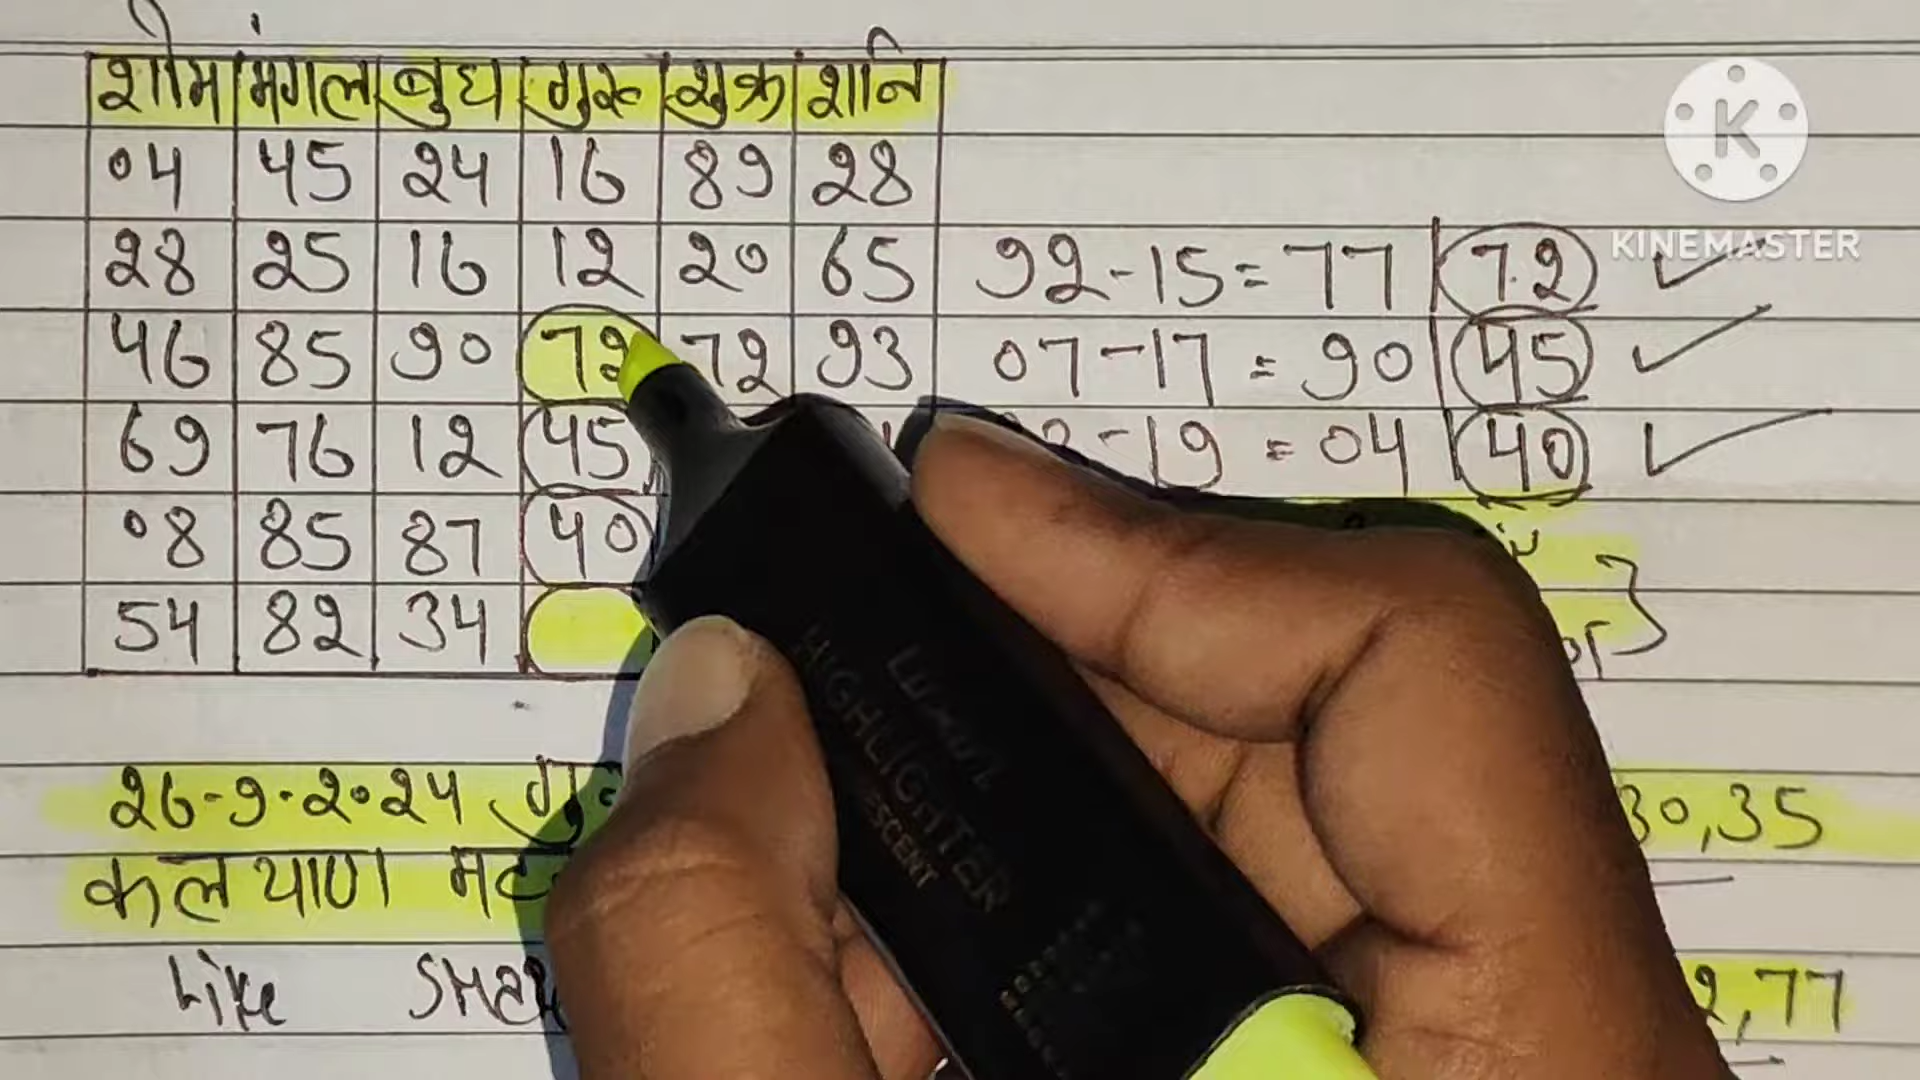 शोम मंगल बुध गुरू शुक्र शनि
04 45 24 16 89 28
28 25 16 12 20 65
46 85 90 72 72 93
69 76 12 45
08 85 87 40
54 82 34
92-15=77 72
07-17=90 45
-19=04 40
26-9-2024
30,35
कलयाण
Like
,77
Luxor
HIGHLIGHTER
KINEMASTER